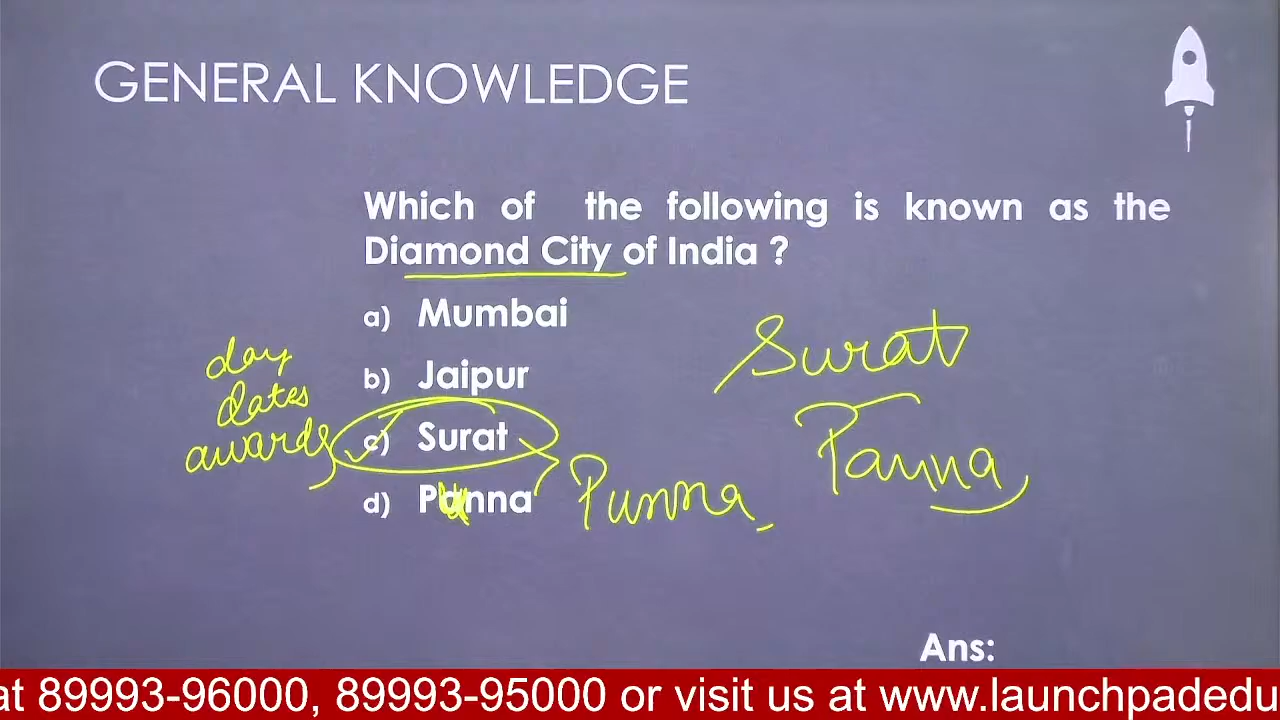 GENERAL KNOWLEDGE
Which of the following is known as the
Diamond City of India ?
a) Mumbai
b) Jaipur
c) Surat
d) Panna
day
dates
awards
Surat
Panna
Punna
Ans:
at 89993-96000, 89993-95000 or visit us at www.launchpadedu